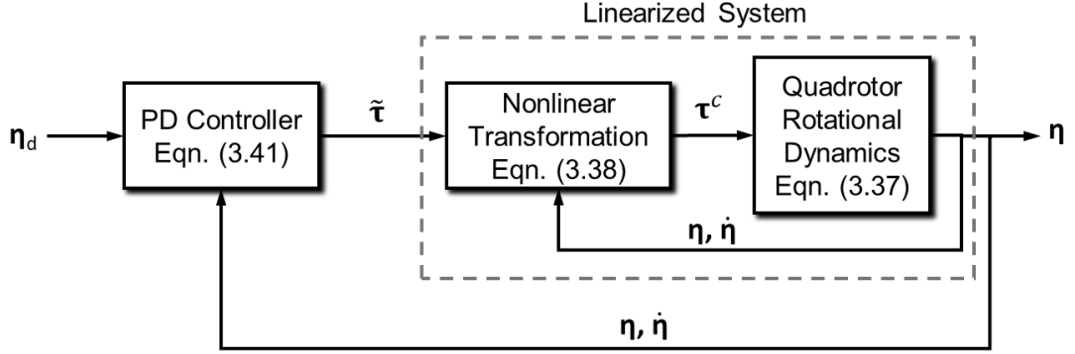 Linearized System
η_d
PD Controller
Eqn. (3.41)
τ̃
Nonlinear
Transformation
Eqn. (3.38)
τ^c
Quadrotor
Rotational
Dynamics
Eqn. (3.37)
η
η, η̇
η, η̇